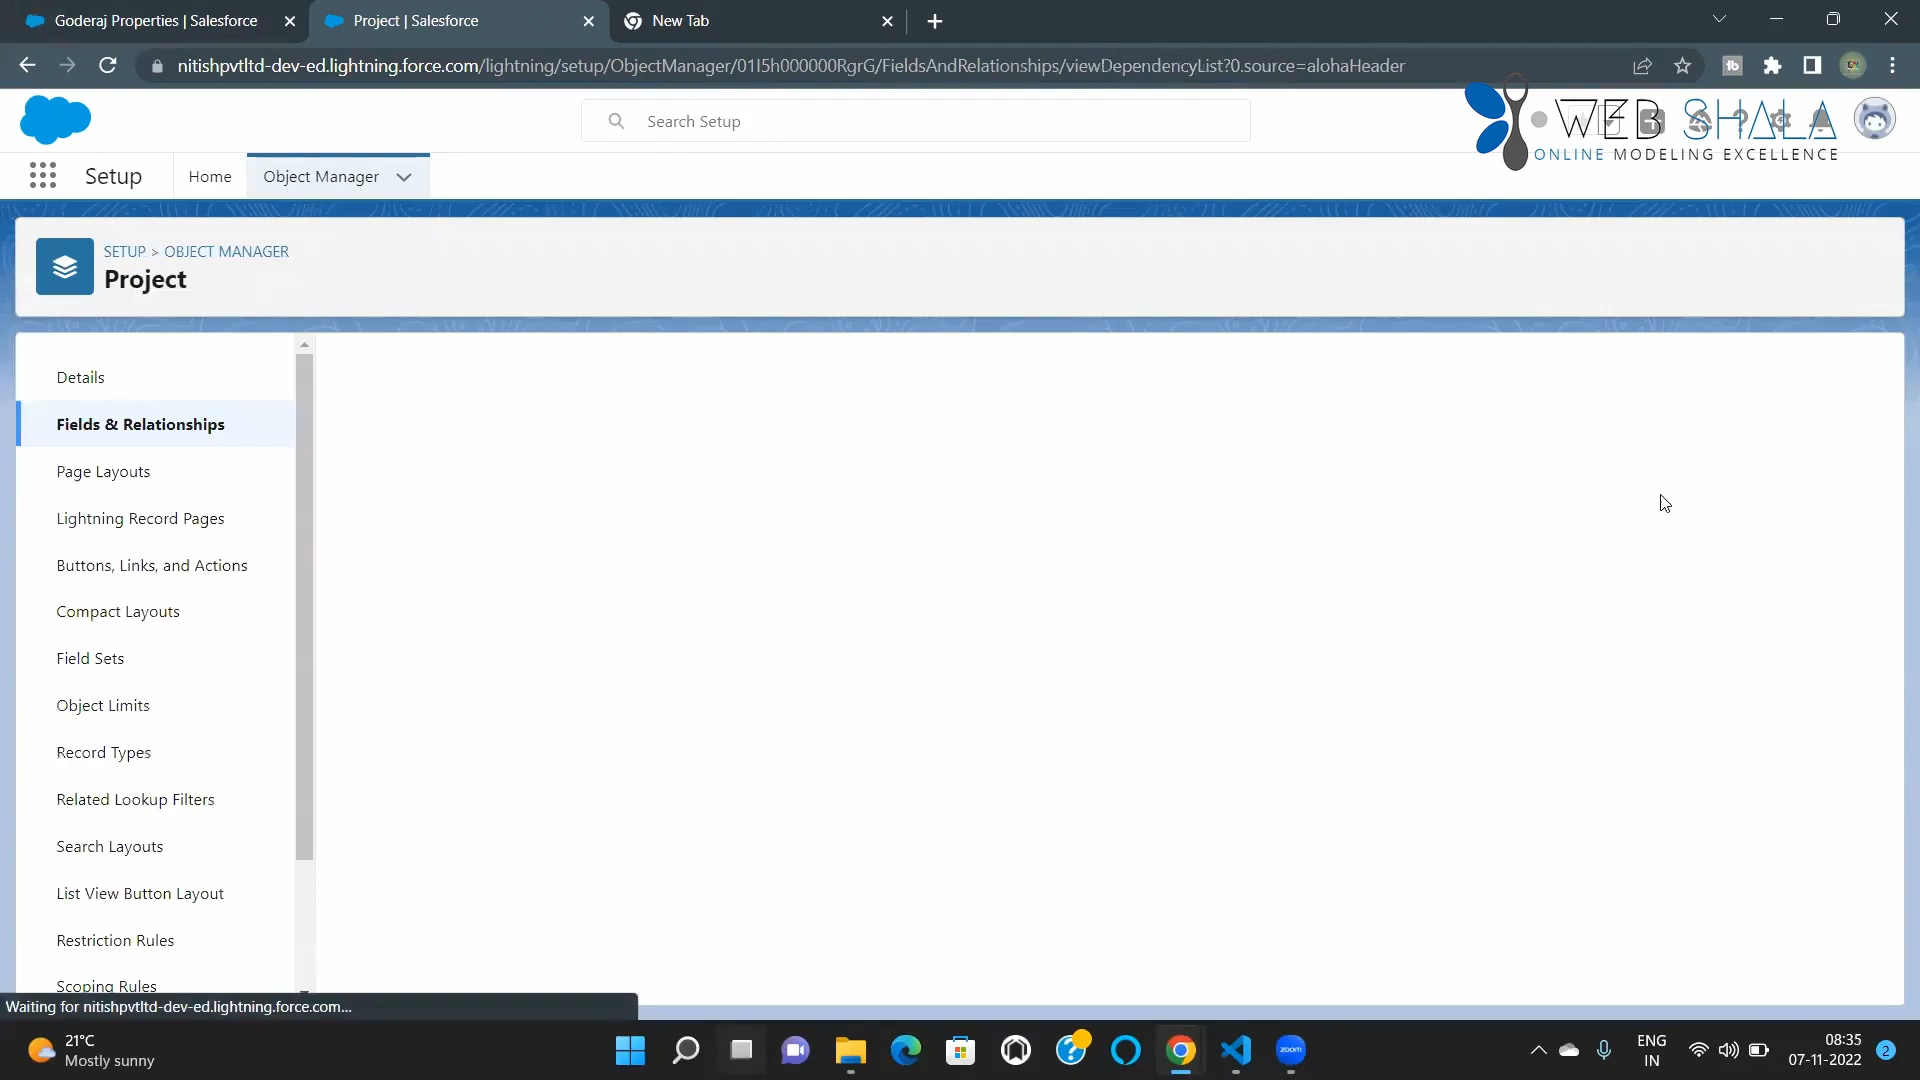 Goderaj Properties | Salesforce
Project | Salesforce
New Tab
nitishpvtltd-dev-ed.lightning.force.com/lightning/setup/ObjectManager/01I5h000000RgrG/FieldsAndRelationships/viewDependencyList?0.source=alohaHeader
Search Setup
WEB SHALA
ONLINE MODELING EXCELLENCE
Setup
Home
Object Manager
SETUP > OBJECT MANAGER
Project
Details
Fields & Relationships
Page Layouts
Lightning Record Pages
Buttons, Links, and Actions
Compact Layouts
Field Sets
Object Limits
Record Types
Related Lookup Filters
Search Layouts
List View Button Layout
Restriction Rules
Scoping Rules
Waiting for nitishpvtltd-dev-ed.lightning.force.com...
21°C
Mostly sunny
zoom
ENG
IN
08:35
07-11-2022
2